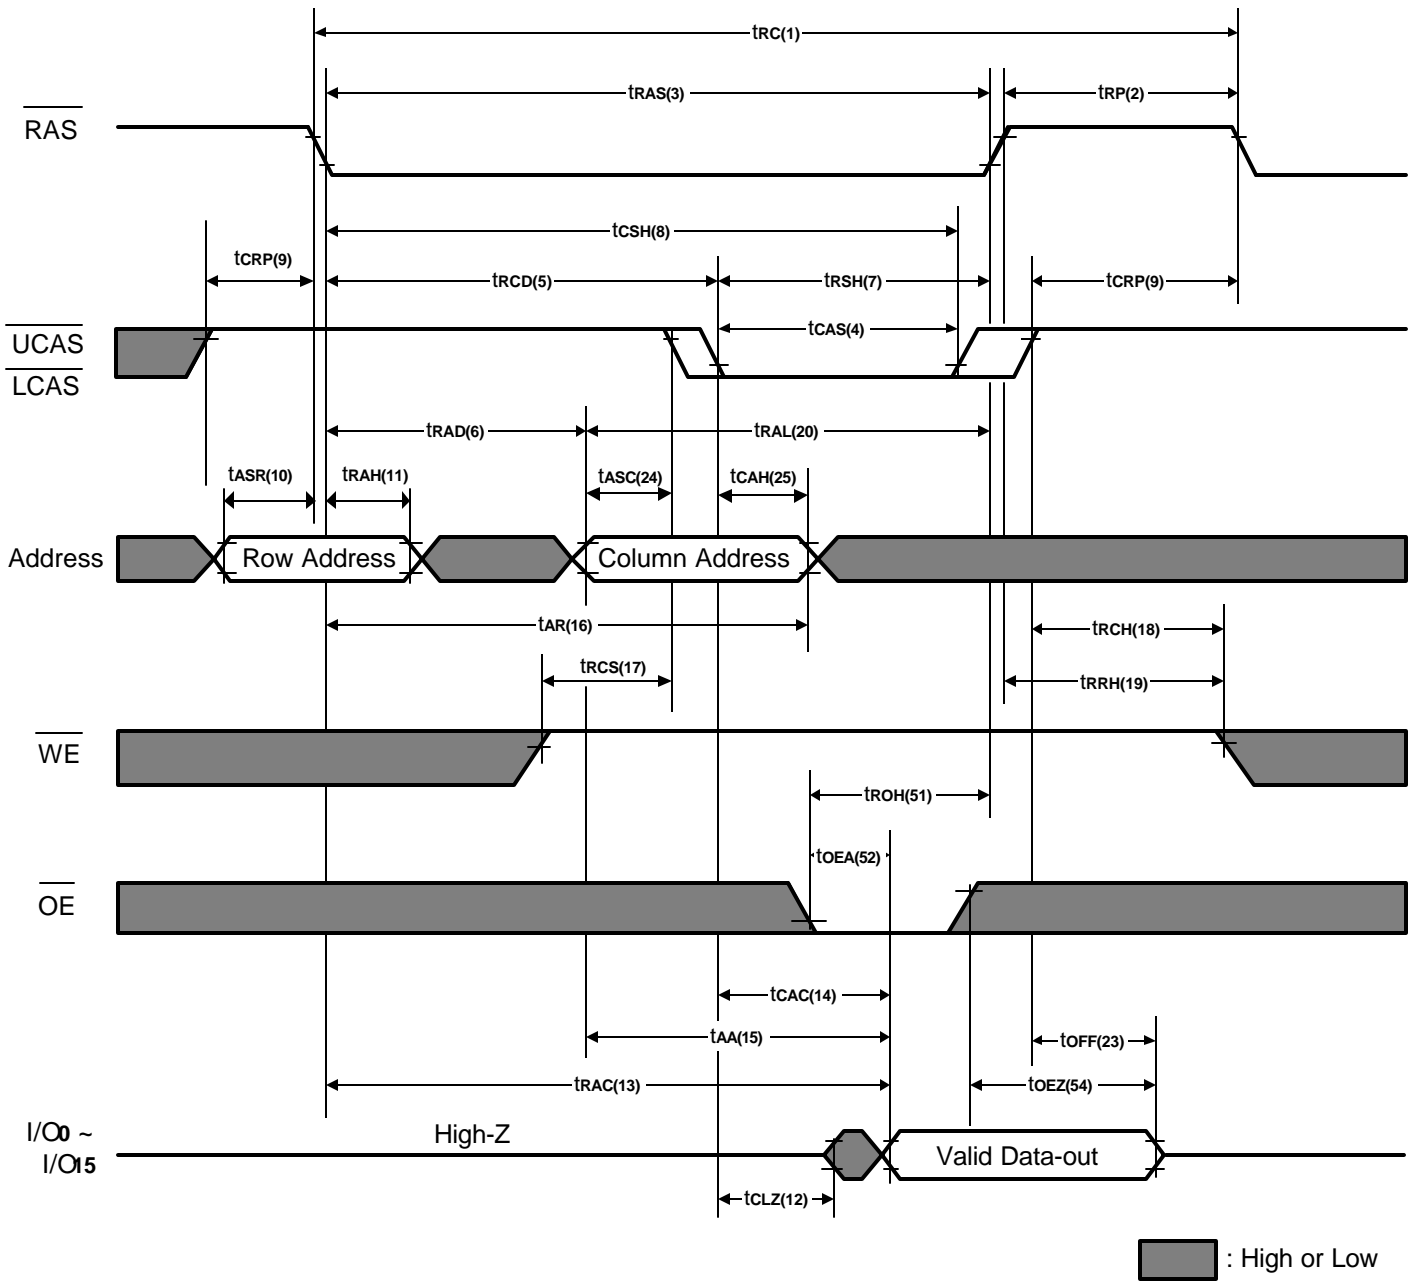 tRC(1)
tRAS(3)
tRP(2)
RAS
tCSH(8)
tCRP(9)
tRCD(5)
tRSH(7)
tCRP(9)
UCAS
tCAS(4)
LCAS
tRAD(6)
tRAL(20)
tASR(10)
tRAH(11)
tASC(24)
tCAH(25)
Address
Row Address
Column Address
tAR(16)
tRCH(18)
tRCS(17)
tRRH(19)
WE
tROH(51)
tOEA(52)
OE
tCAC(14)
tAA(15)
tOFF(23)
tRAC(13)
tOEZ(54)
I/O0 ~
High-Z
I/O15
Valid Data-out
tCLZ(12)
: High or Low